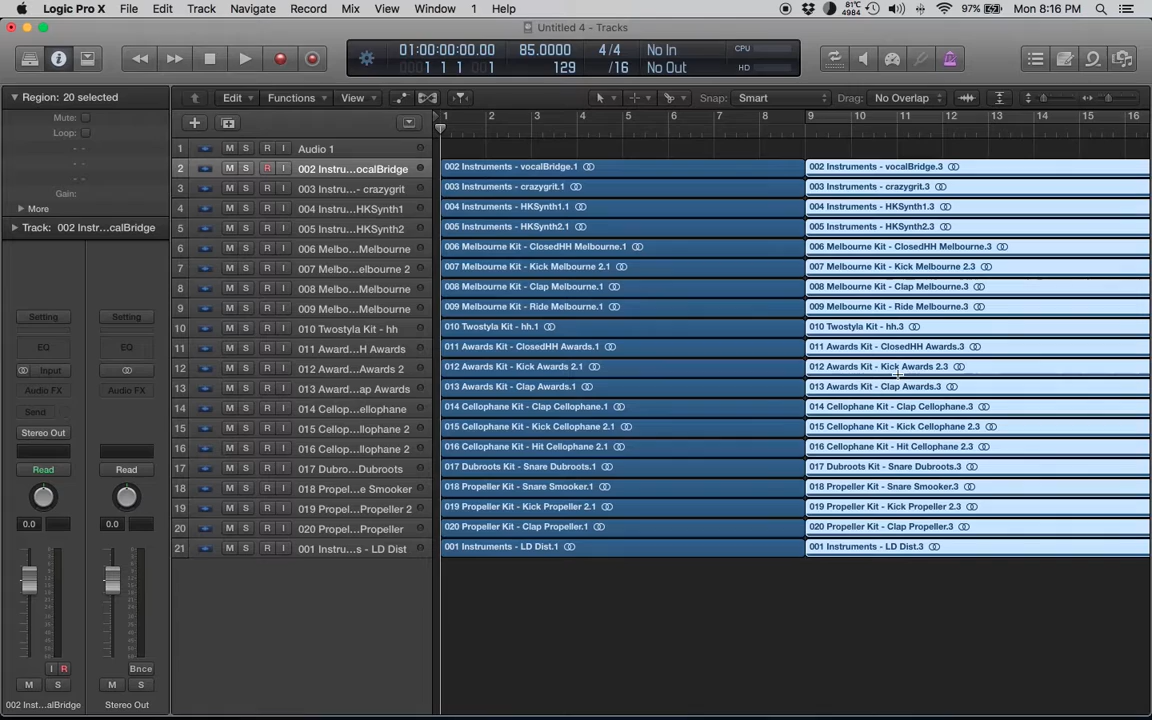 Logic Pro X File Edit Track Navigate Record Mix View Window 1 Help 81°C 4984 97% Mon 8:16 PM
Untitled 4 - Tracks
01:00:00:00.00 85.0000 4/4 No In CPU
1 1 1 1 129 /16 No Out HD
Region: 20 selected Edit Functions View Snap: Smart Drag: No Overlap
Mute:
Loop:
Gain:
More
Track: 002 Instr...calBridge
1 2 3 4 5 6 7 8 9 10 11 12 13 14 15 16
1 M S R I Audio 1
2 M S R I 002 Instru...ocalBridge 002 Instruments - vocalBridge.1 002 Instruments - vocalBridge.3
3 M S R I 003 Instrum- crazygrit 003 Instruments - crazygrit.1 003 Instruments - crazygrit.3
4 M S R I 004 Instrum...HKSynth1 004 Instruments - HKSynth1.1 004 Instruments - HKSynth1.3
5 M S R I 005 Instrum...HKSynth2 005 Instruments - HKSynth2.1 005 Instruments - HKSynth2.3
6 M S R I 006 Melbo...Melbourne 006 Melbourne Kit - ClosedHH Melbourne.1 006 Melbourne Kit - ClosedHH Melbourne.3
7 M S R I 007 Melbo...elbourne 2 007 Melbourne Kit - Kick Melbourne 2.1 007 Melbourne Kit - Kick Melbourne 2.3
8 M S R I 008 Melbo...Melbourne 008 Melbourne Kit - Clap Melbourne.1 008 Melbourne Kit - Clap Melbourne.3
9 M S R I 009 Melbo...Melbourne 009 Melbourne Kit - Ride Melbourne.1 009 Melbourne Kit - Ride Melbourne.3
10 M S R I 010 Twostyla Kit - hh 010 Twostyla Kit - hh.1 010 Twostyla Kit - hh.3
11 M S R I 011 Award...H Awards 011 Awards Kit - ClosedHH Awards.1 011 Awards Kit - ClosedHH Awards.3
12 M S R I 012 Award...Awards 2 012 Awards Kit - Kick Awards 2.1 012 Awards Kit - Kick Awards 2.3
13 M S R I 013 Award...ap Awards 013 Awards Kit - Clap Awards.1 013 Awards Kit - Clap Awards.3
14 M S R I 014 Cellop...ellophane 014 Cellophane Kit - Clap Cellophane.1 014 Cellophane Kit - Clap Cellophane.3
15 M S R I 015 Cellop...llophane 2 015 Cellophane Kit - Kick Cellophane 2.1 015 Cellophane Kit - Kick Cellophane 2.3
16 M S R I 016 Cellop...llophane 2 016 Cellophane Kit - Hit Cellophane 2.1 016 Cellophane Kit - Hit Cellophane 2.3
17 M S R I 017 Dubro...Dubroots 017 Dubroots Kit - Snare Dubroots.1 017 Dubroots Kit - Snare Dubroots.3
18 M S R I 018 Propel...e Smooker 018 Propeller Kit - Snare Smooker.1 018 Propeller Kit - Snare Smooker.3
19 M S R I 019 Propel...Propeller 2 019 Propeller Kit - Kick Propeller 2.1 019 Propeller Kit - Kick Propeller 2.3
20 M S R I 020 Propel...Propeller 020 Propeller Kit - Clap Propeller.1 020 Propeller Kit - Clap Propeller.3
21 M S R I 001 Instru...s - LD Dist 001 Instruments - LD Dist.1 001 Instruments - LD Dist.3
Setting Setting
EQ EQ
Input
Audio FX Audio FX
Send
Stereo Out
Read Read
0.0 0.0
I R Bnce
M S M S
002 Inst...calBridge Stereo Out